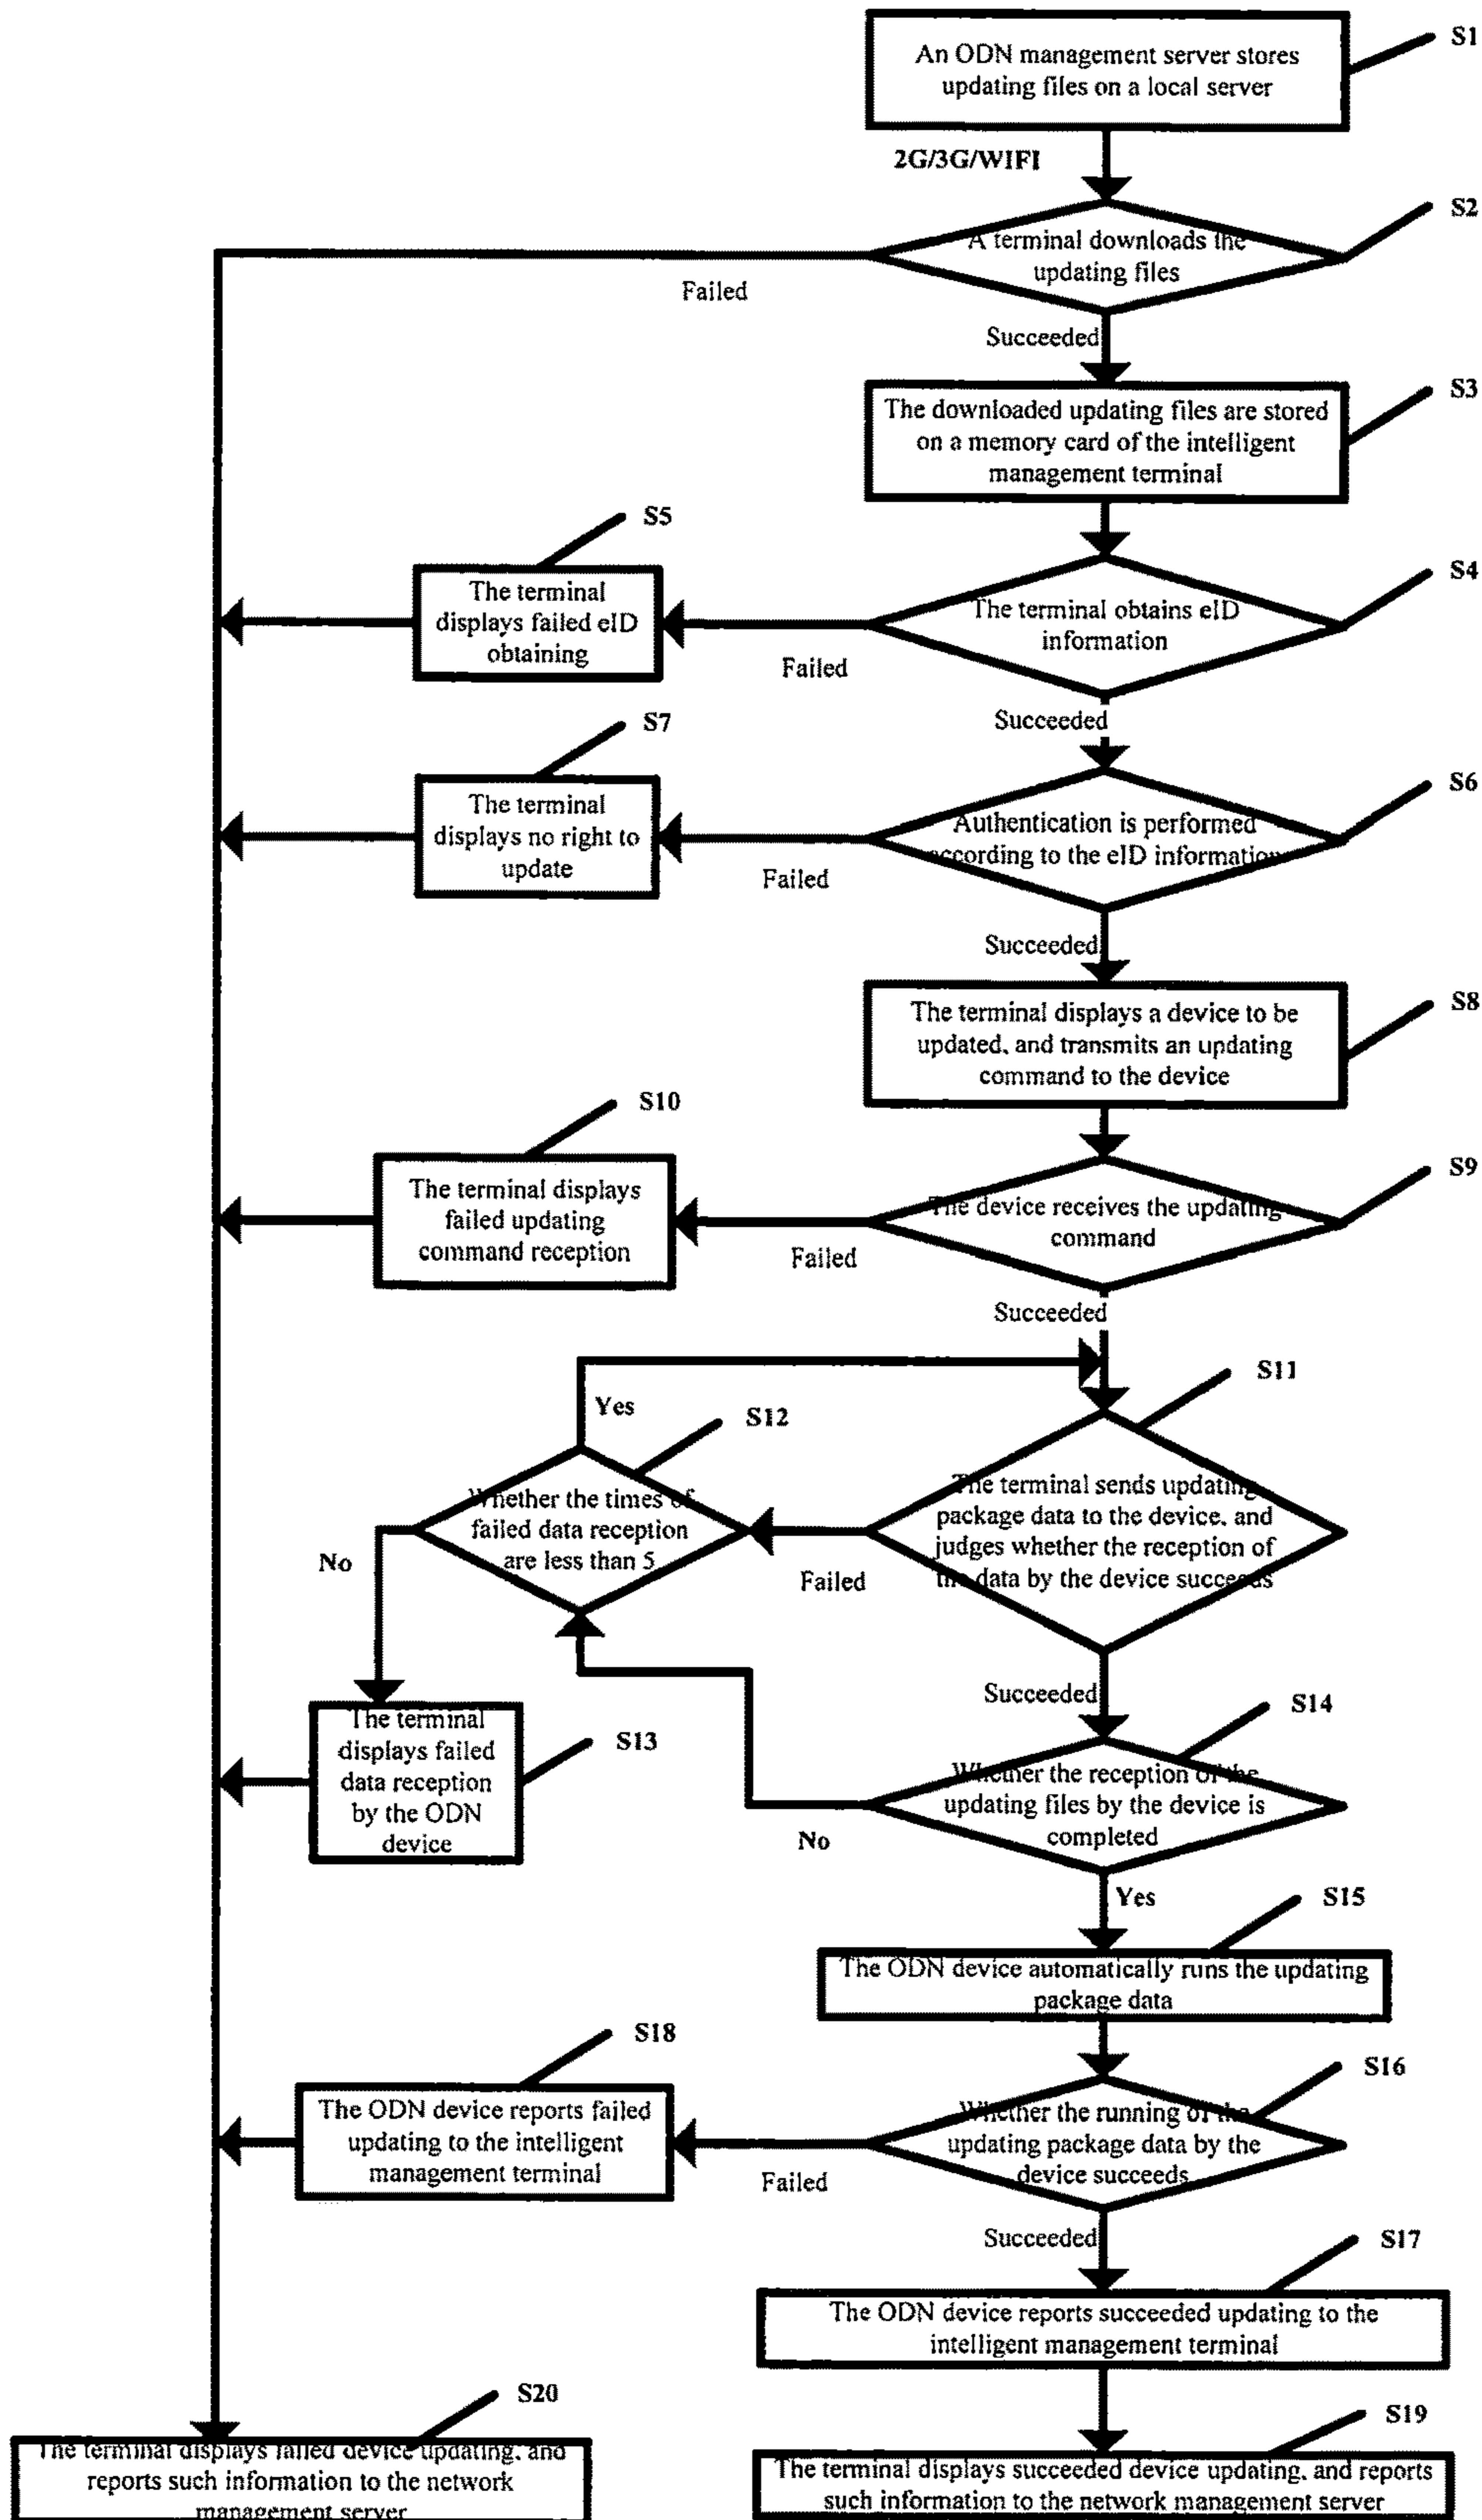 S1
An ODN management server stores
updating files on a local server
2G/3G/WIFI
S2
A terminal downloads the
updating files
Failed
Succeeded
S3
The downloaded updating files are stored
on a memory card of the intelligent
management terminal
S5
The terminal
displays failed eID
obtaining
S4
The terminal obtains eID
information
Failed
Succeeded
S7
The terminal
displays no right to
update
S6
Authentication is performed
according to the eID information
Failed
Succeeded
S8
The terminal displays a device to be
updated, and transmits an updating
command to the device
S10
The terminal displays
failed updating
command reception
S9
The device receives the updating
command
Failed
Succeeded
S11
Yes
S12
Whether the times of
failed data reception
are less than 5
The terminal sends updating
package data to the device, and
judges whether the reception of
the data by the device succeeds
No
Failed
Succeeded
S14
S13
The terminal
displays failed
data reception
by the ODN
device
Whether the reception of the
updating files by the device is
completed
No
Yes
S15
The ODN device automatically runs the updating
package data
S18
The ODN device reports failed
updating to the intelligent
management terminal
S16
Whether the running of the
updating package data by the
device succeeds
Failed
Succeeded
S17
The ODN device reports succeeded updating to the
intelligent management terminal
S20
The terminal displays failed device updating, and
reports such information to the network
management server
S19
The terminal displays succeeded device updating, and reports
such information to the network management server